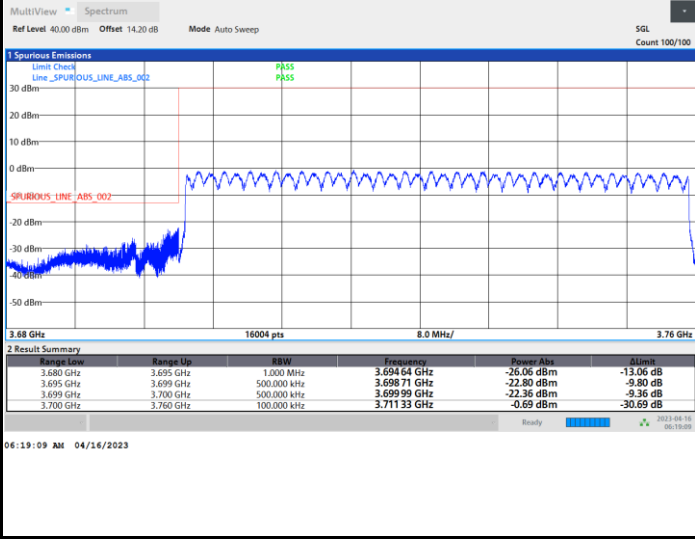 MultiView Spectrum
Ref Level 40.00 dBm Offset 14.20 dB Mode Auto Sweep SGL
Count 100/100
1 Spurious Emissions
Limit Check PASS
Line _SPURIOUS_LINE_ABS_002 PASS
30 dBm
20 dBm
10 dBm
0 dBm
_SPURIOUS_LINE_ABS_002
-20 dBm
-30 dBm
-40 dBm
-50 dBm
3.68 GHz 16004 pts 8.0 MHz/ 3.76 GHz
2 Result Summary
Range Low Range Up RBW Frequency Power Abs ΔLimit
3.680 GHz 3.695 GHz 1.000 MHz 3.694 64 GHz -26.06 dBm -13.06 dB
3.695 GHz 3.699 GHz 500.000 kHz 3.698 71 GHz -22.80 dBm -9.80 dB
3.699 GHz 3.700 GHz 500.000 kHz 3.699 99 GHz -22.36 dBm -9.36 dB
3.700 GHz 3.760 GHz 100.000 kHz 3.711 33 GHz -0.69 dBm -30.69 dB
Ready 2023-04-16
06:19:09
06:19:09 AM 04/16/2023